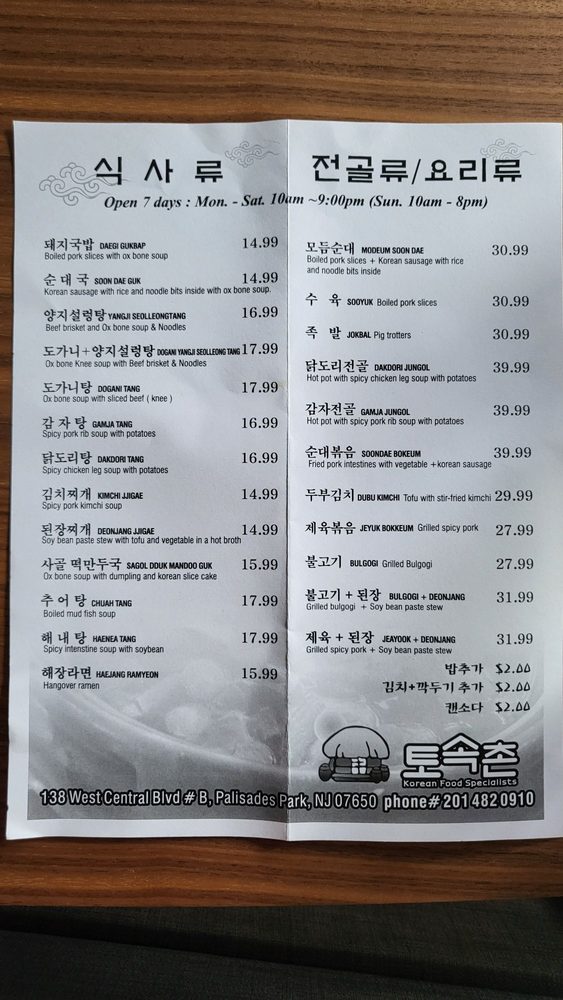 식 사 류
전골류/요리류
Open 7 days : Mon. - Sat. 10am ~9:00pm (Sun. 10am - 8pm)
돼지국밥 DAEGI GUKBAP 14.99
Boiled pork slices with ox bone soup
순 대 국 SOON DAE GUK 14.99
Korean sausage with rice and noodle bits inside with ox bone soup.
양지설렁탕 YANGJI SEOLLEONGTANG 16.99
Beef brisket and Ox bone soup & Noodles
도가니+양지설렁탕 DOGANI YANGJI SEOLLEONG TANG 17.99
Ox bone Knee soup with Beef brisket & Noodles
도가니탕 DOGANI TANG 17.99
Ox bone soup with sliced beef ( knee )
감 자 탕 GAMJA TANG 16.99
Spicy pork rib soup with potatoes
닭도리탕 DAKDORI TANG 16.99
Spicy chicken leg soup with potatoes
김치찌개 KIMCHI JJIGAE 14.99
Spicy pork kimchi soup
된장찌개 DEONJANG JJIGAE 14.99
Soy bean paste stew with tofu and vegetable in a hot broth
사골 떡만두국 SAGOL DDUK MANDOO GUK 15.99
Ox bone soup with dumpling and korean slice cake
추 어 탕 CHUAH TANG 17.99
Boiled mud fish soup
해 내 탕 HAENEA TANG 17.99
Spicy intenstine soup with soybean
해장라면 HAEJANG RAMYEON 15.99
Hangover ramen
모듬순대 MODEUM SOON DAE 30.99
Boiled pork slices + Korean sausage with rice
and noodle bits inside
수 육 SOOYUK Boiled pork slices 30.99
족 발 JOKBAL Pig trotters 30.99
닭도리전골 DAKDORI JUNGOL 39.99
Hot pot with spicy chicken leg soup with potatoes
감자전골 GAMJA JUNGOL 39.99
Hot pot with spicy pork rib soup with potatoes
순대볶음 SOONDAE BOKEUM 39.99
Fried pork intestines with vegetable +korean sausage
두부김치 DUBU KIMCHI Tofu with stir-fried kimchi 29.99
제육볶음 JEYUK BOKKEUM Grilled spicy pork 27.99
불고기 BULGOGI Grilled Bulgogi 27.99
불고기 + 된장 BULGOGI + DEONJANG 31.99
Grilled bulgogi + Soy bean paste stew
제육 + 된장 JEAYOOK + DEONJANG 31.99
Grilled spicy pork + Soy bean paste stew
밥추가 $2.00
김치+깍두기 추가 $2.00
캔소다 $2.00
토속촌
Korean Food Specialists
138 West Central Blvd # B, Palisades Park, NJ 07650 phone# 201 482 0910